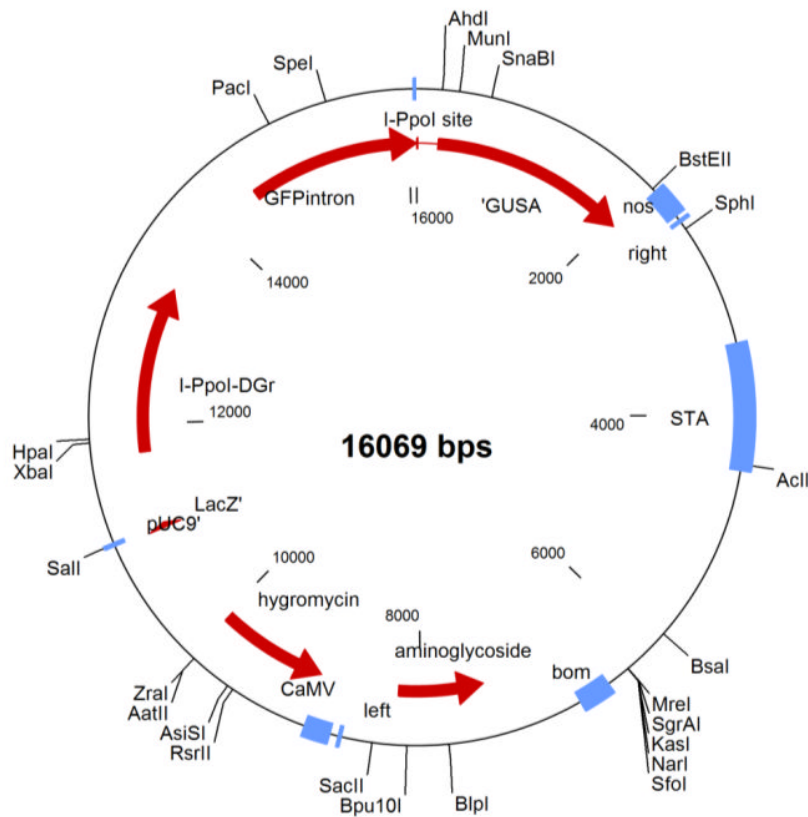 AhdI
MunI
SnaBI
SpeI
PacI
I-PpoI site
BstEII
GFPintron
II
'GUSA
nos
SphI
16000
right
2000
14000
I-PpoI-DGr
12000
16069 bps
4000
STA
HpaI
XbaI
AclI
LacZ'
pUC9'
SalI
10000
6000
hygromycin
8000
aminoglycoside
BsaI
bom
CaMV
left
ZraI
AatII
AsiSI
RsrII
MreI
SgrAI
KasI
NarI
SfoI
SacII
Bpu10I
BlpI